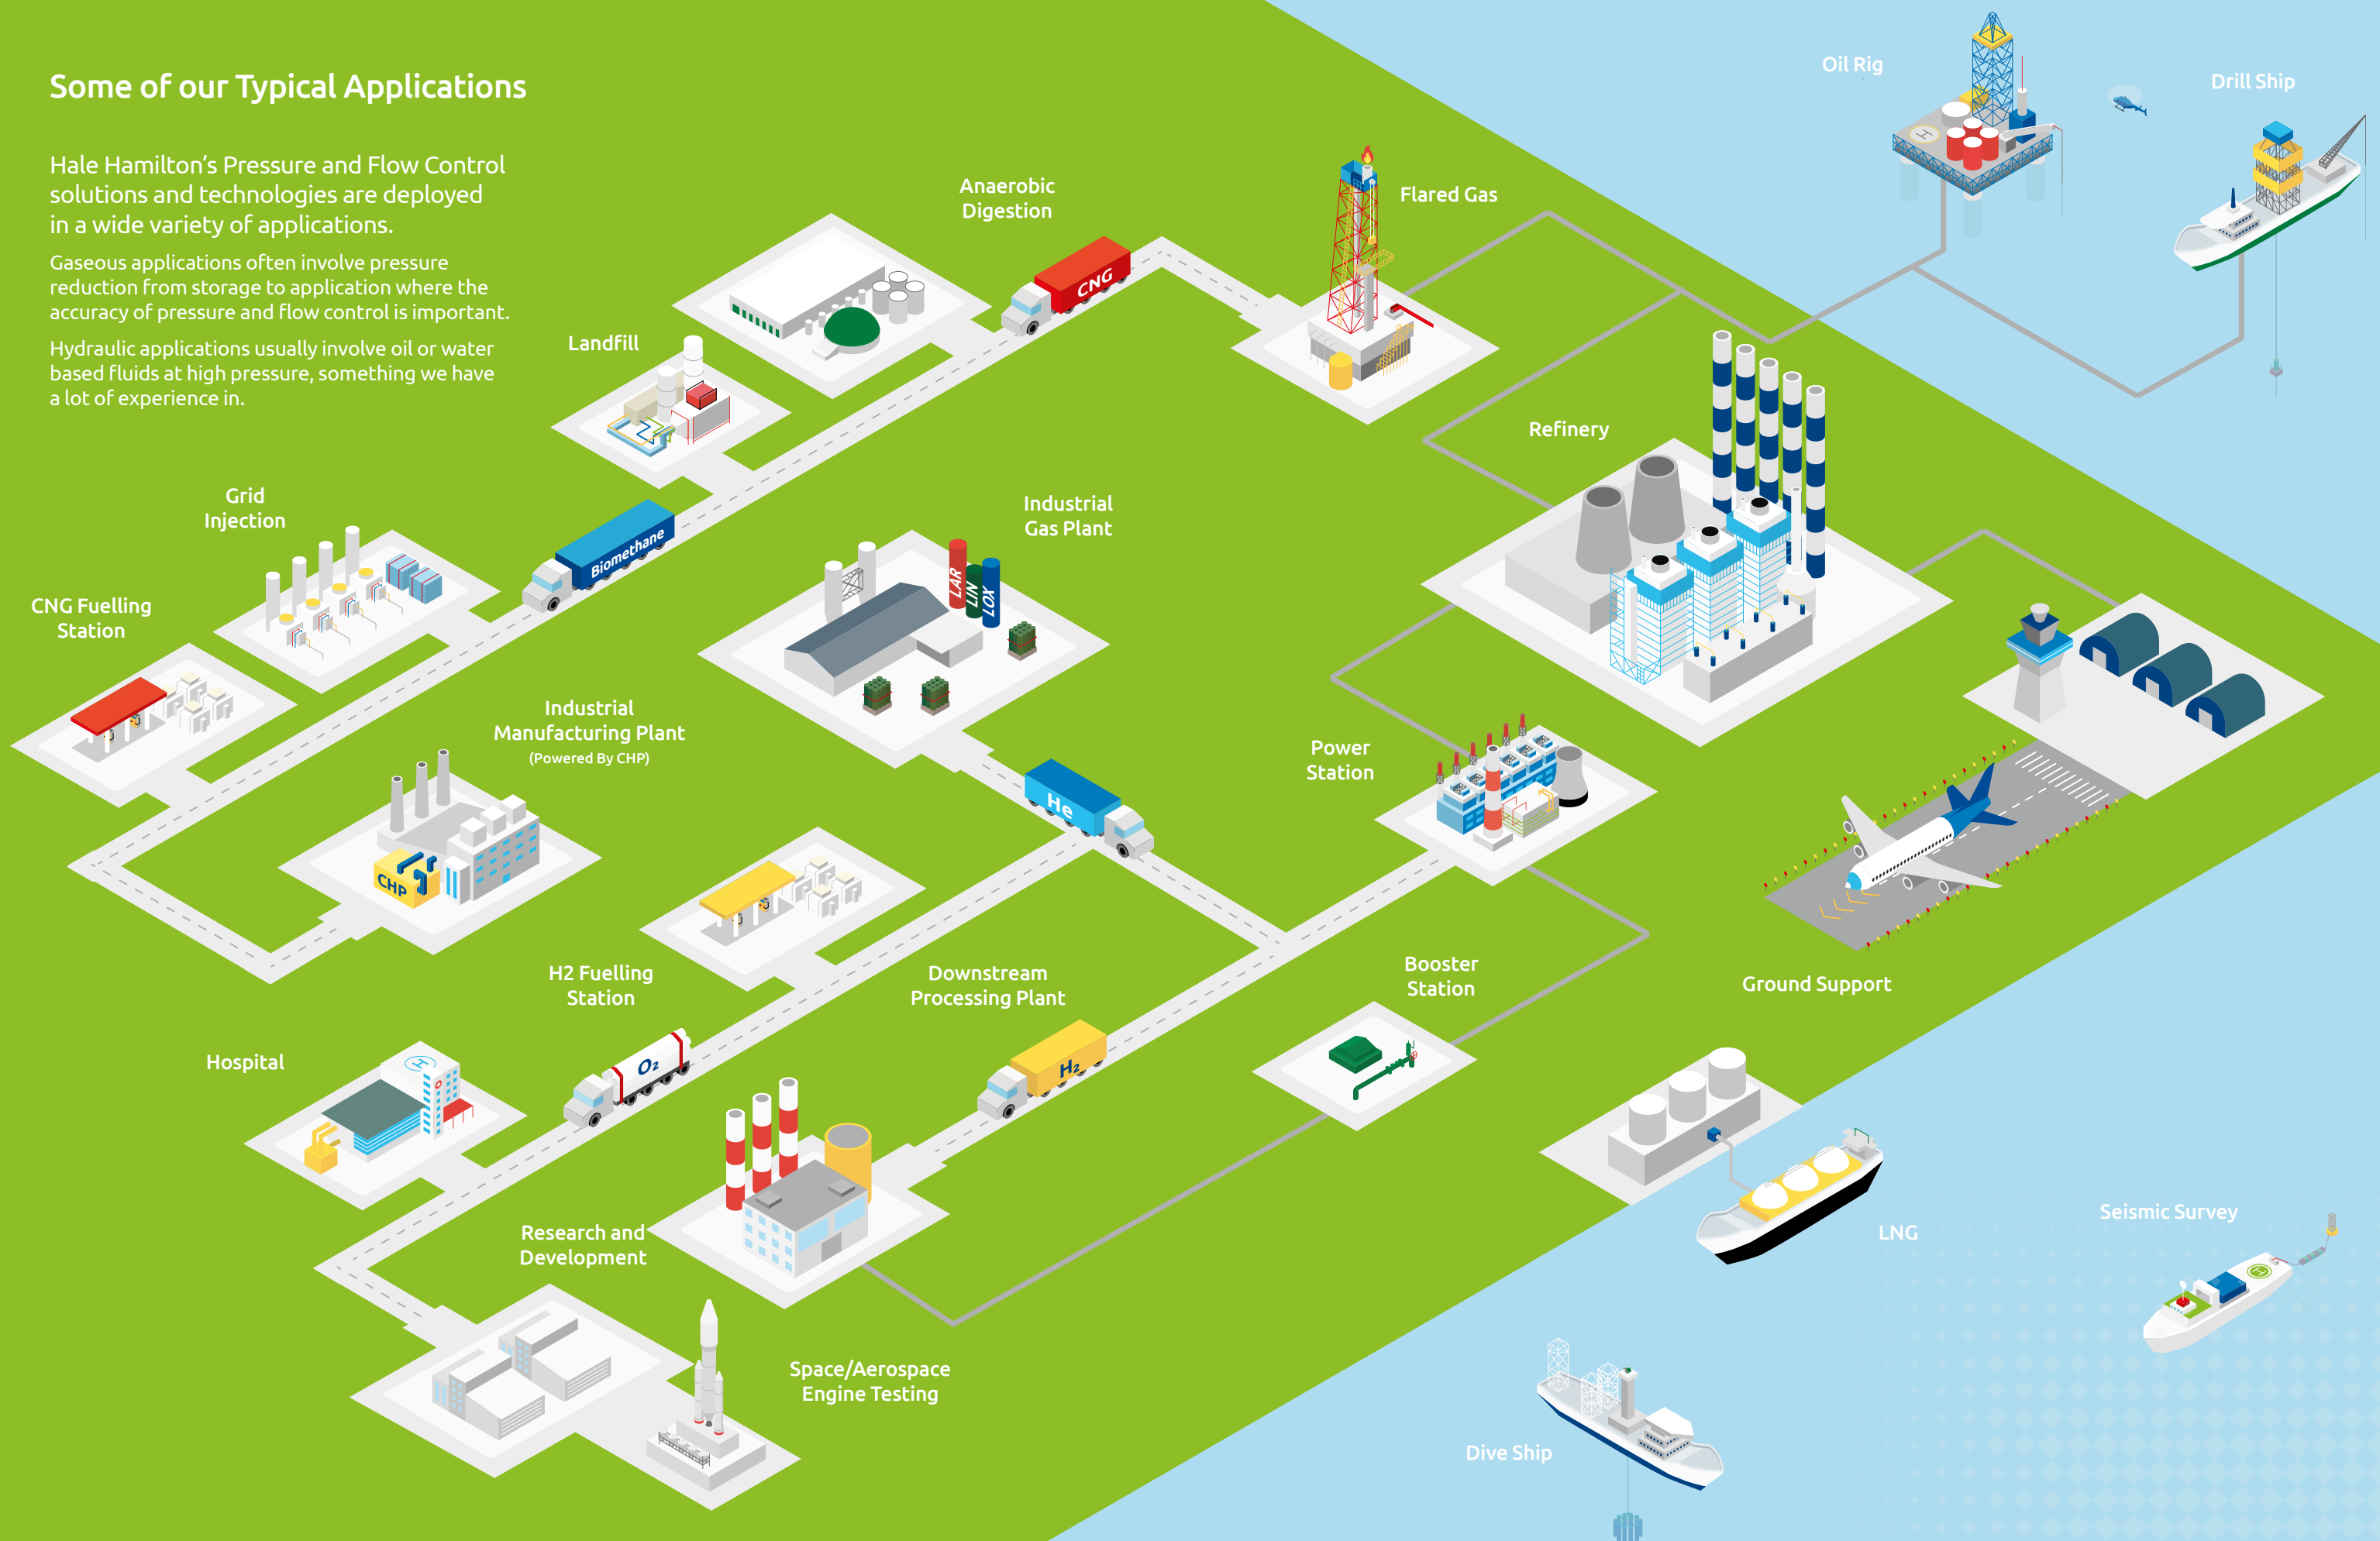 Some of our Typical Applications
Hale Hamilton’s Pressure and Flow Control
solutions and technologies are deployed
in a wide variety of applications.
Gaseous applications often involve pressure
reduction from storage to application where the
accuracy of pressure and flow control is important.
Hydraulic applications usually involve oil or water
based fluids at high pressure, something we have
a lot of experience in.
Oil Rig
H
Drill Ship
Anaerobic
Digestion
CNG
Flared Gas
Landfill
Refinery
Grid
Injection
Biomethane
Industrial
Gas Plant
LAR
LIN
LOX
CNG Fuelling
Station
Industrial
Manufacturing Plant
(Powered By CHP)
CHP
He
Power
Station
H2 Fuelling
Station
Downstream
Processing Plant
Booster
Station
Ground Support
Hospital
H
O₂
H₂
Research and
Development
LNG
Seismic Survey
H
Space/Aerospace
Engine Testing
Dive Ship